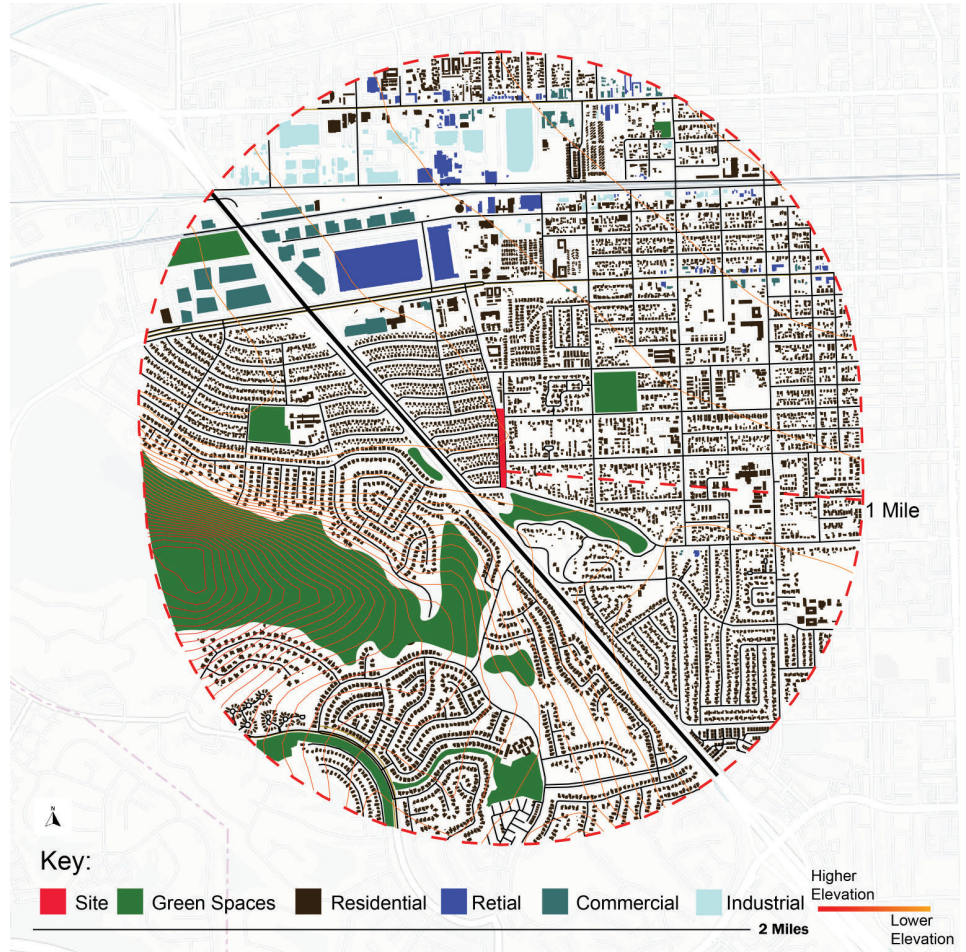 1 Mile
N
Key:
Site Green Spaces Residential Retial Commercial Industrial
Higher
Elevation
Lower
Elevation
2 Miles